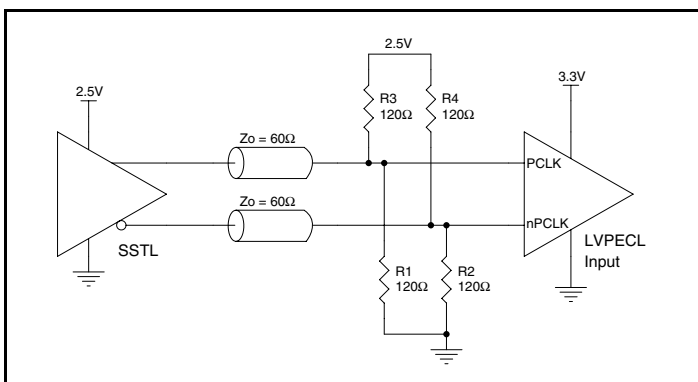 2.5V
2.5V
3.3V
R3
120Ω
R4
120Ω
Zo = 60Ω
PCLK
Zo = 60Ω
nPCLK
SSTL
LVPECL
Input
R1
120Ω
R2
120Ω